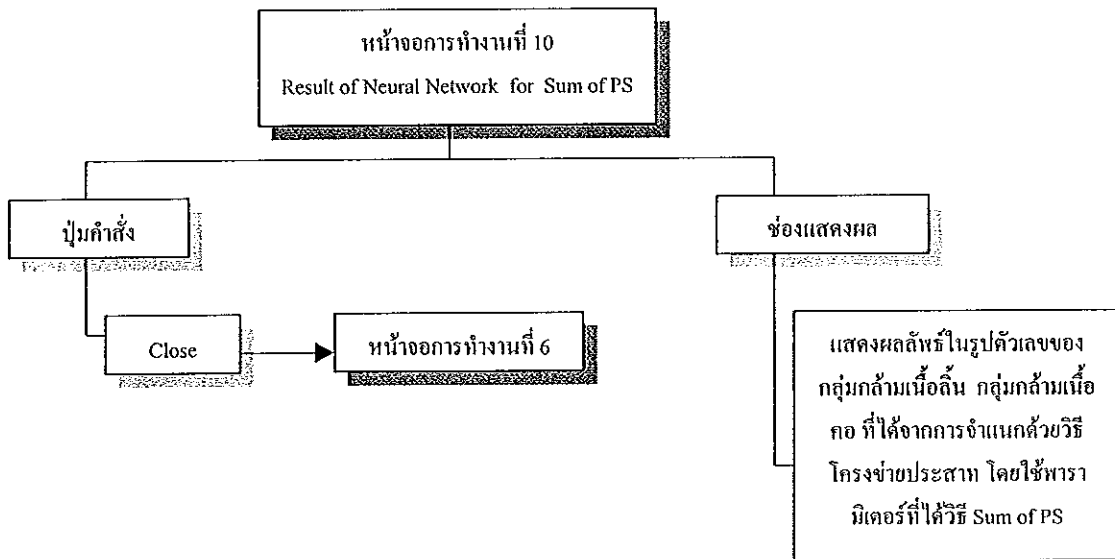 หน้าจอการทำงานที่ 10
Result of Neural Network for Sum of PS
ปุ่มคำสั่ง
ช่องแสดงผล
Close
หน้าจอการทำงานที่ 6
แสดงผลลัพธ์ในรูปตัวเลขของ
กลุ่มกล้ามเนื้อลิ้น กลุ่มกล้ามเนื้อ
คอ ที่ได้จากการจำแนกด้วยวิธี
โครงข่ายประสาท โดยใช้พารา
มิเตอร์ที่ได้วิธี Sum of PS